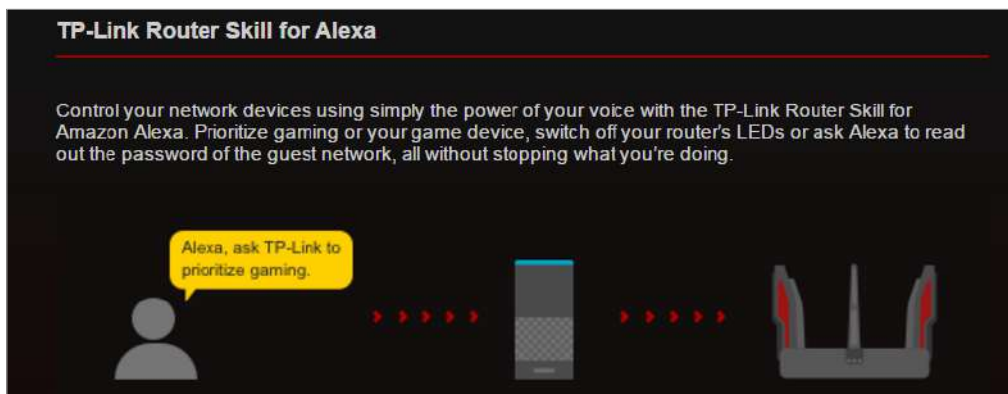 TP-Link Router Skill for Alexa
Control your network devices using simply the power of your voice with the TP-Link Router Skill for
Amazon Alexa. Prioritize gaming or your game device, switch off your router's LEDs or ask Alexa to read
out the password of the guest network, all without stopping what you're doing.
Alexa, ask TP-Link to
prioritize gaming.